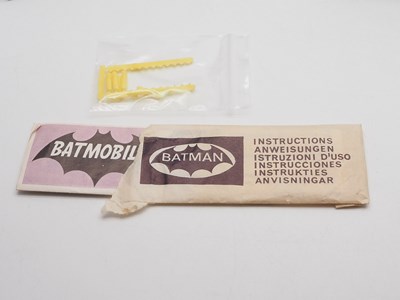 BATMOBIL
BATMAN
INSTRUCTIONS
ANWEISUNGEN
ISTRUZIONI D'USO
INSTRUCCIONES
INSTRUKTIES
ANVISNINGAR